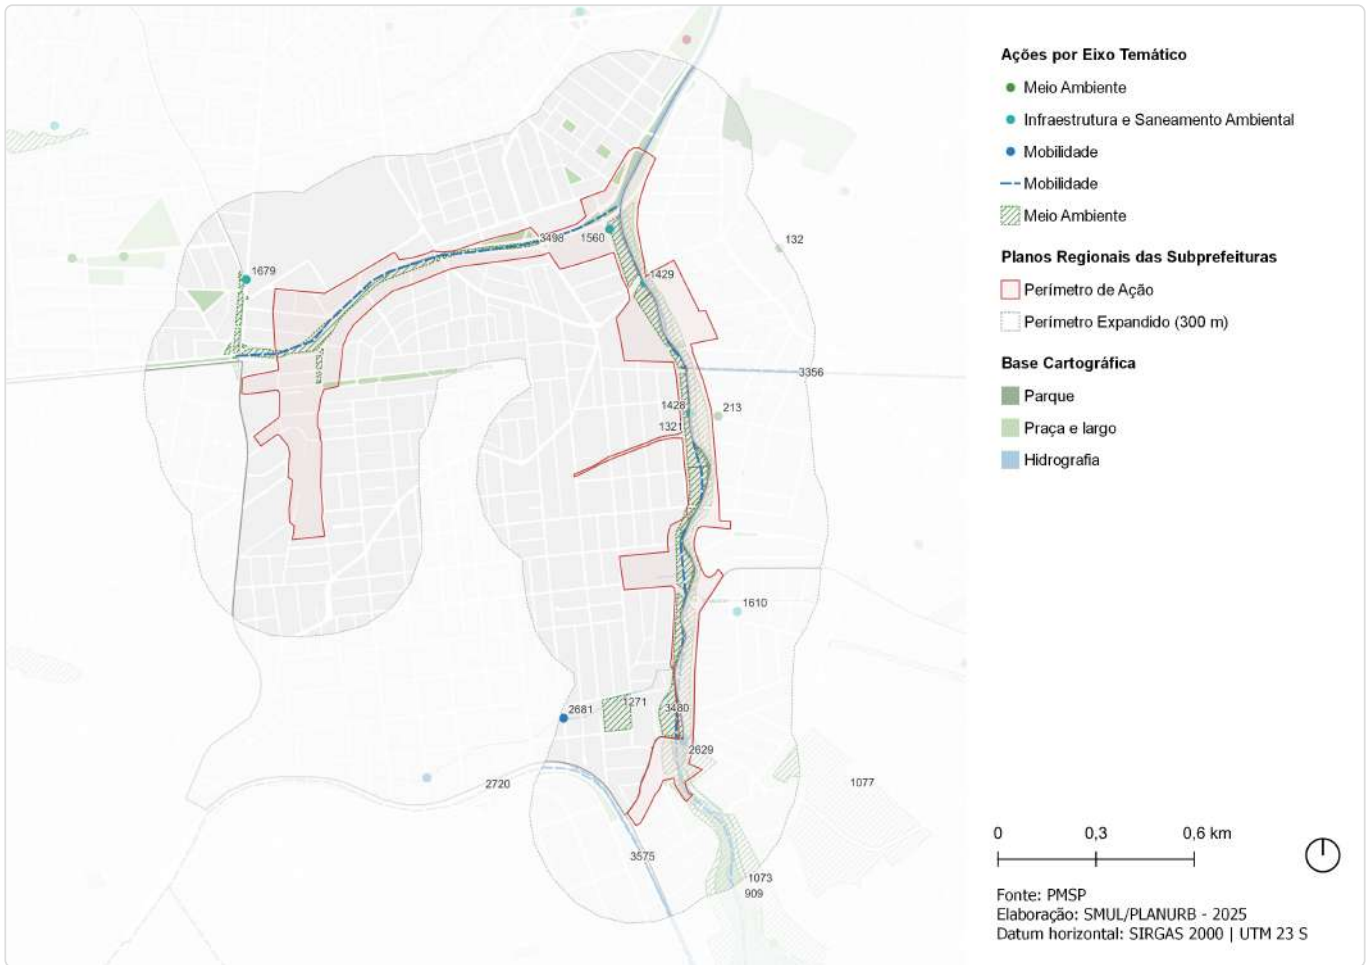 Ações por Eixo Temático
Meio Ambiente
Infraestrutura e Saneamento Ambiental
Mobilidade
Mobilidade
Meio Ambiente
Planos Regionais das Subprefeituras
Perímetro de Ação
Perímetro Expandido (300 m)
Base Cartográfica
Parque
Praça e largo
Hidrografia
3498
1560
132
1679
1429
3356
1428
213
1321
1610
2681
1271
3480
2629
2720
1077
3575
1073
909
0 0,3 0,6 km
Fonte: PMSP
Elaboração: SMUL/PLANURB - 2025
Datum horizontal: SIRGAS 2000 | UTM 23 S